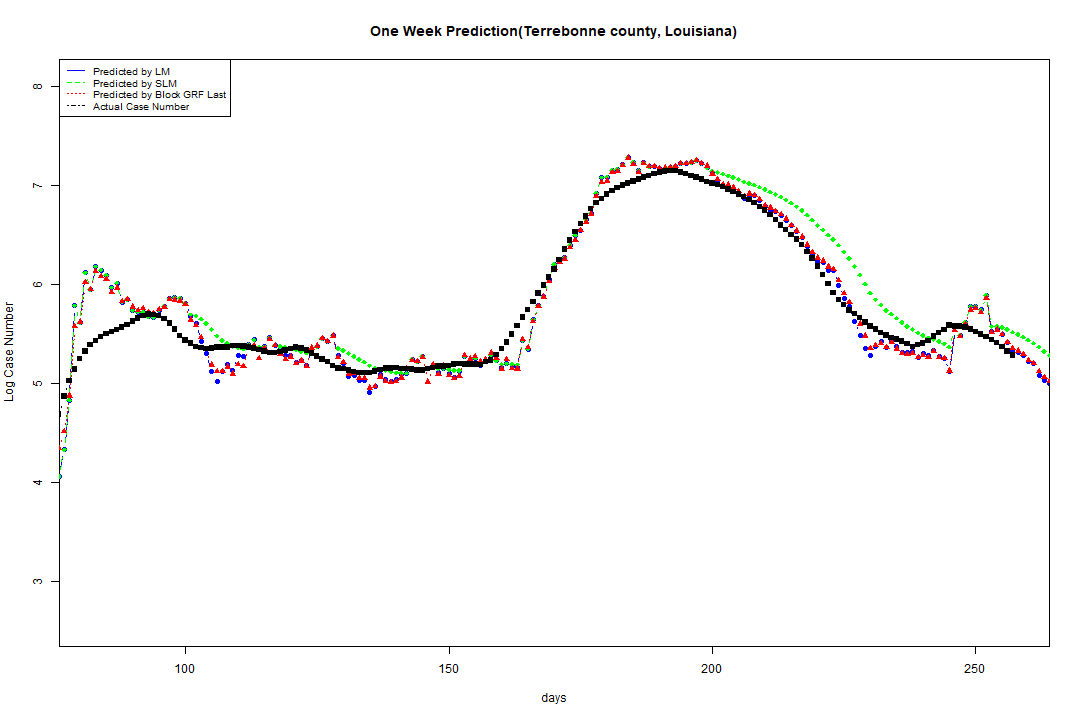 One Week Prediction(Terrebonne county, Louisiana)
Predicted by LM
Predicted by SLM
Predicted by Block GRF Last
Actual Case Number
8
7
6
5
4
3
Log Case Number
100
150
200
250
days